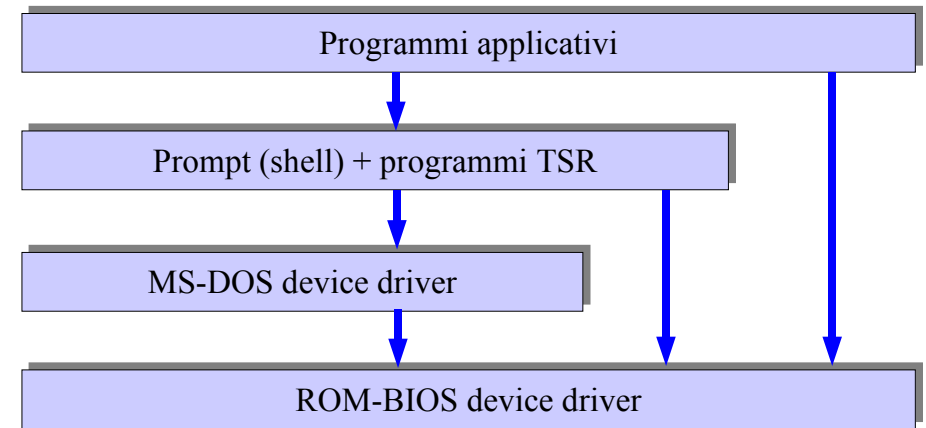 Programmi applicativi
Prompt (shell) + programmi TSR
MS-DOS device driver
ROM-BIOS device driver